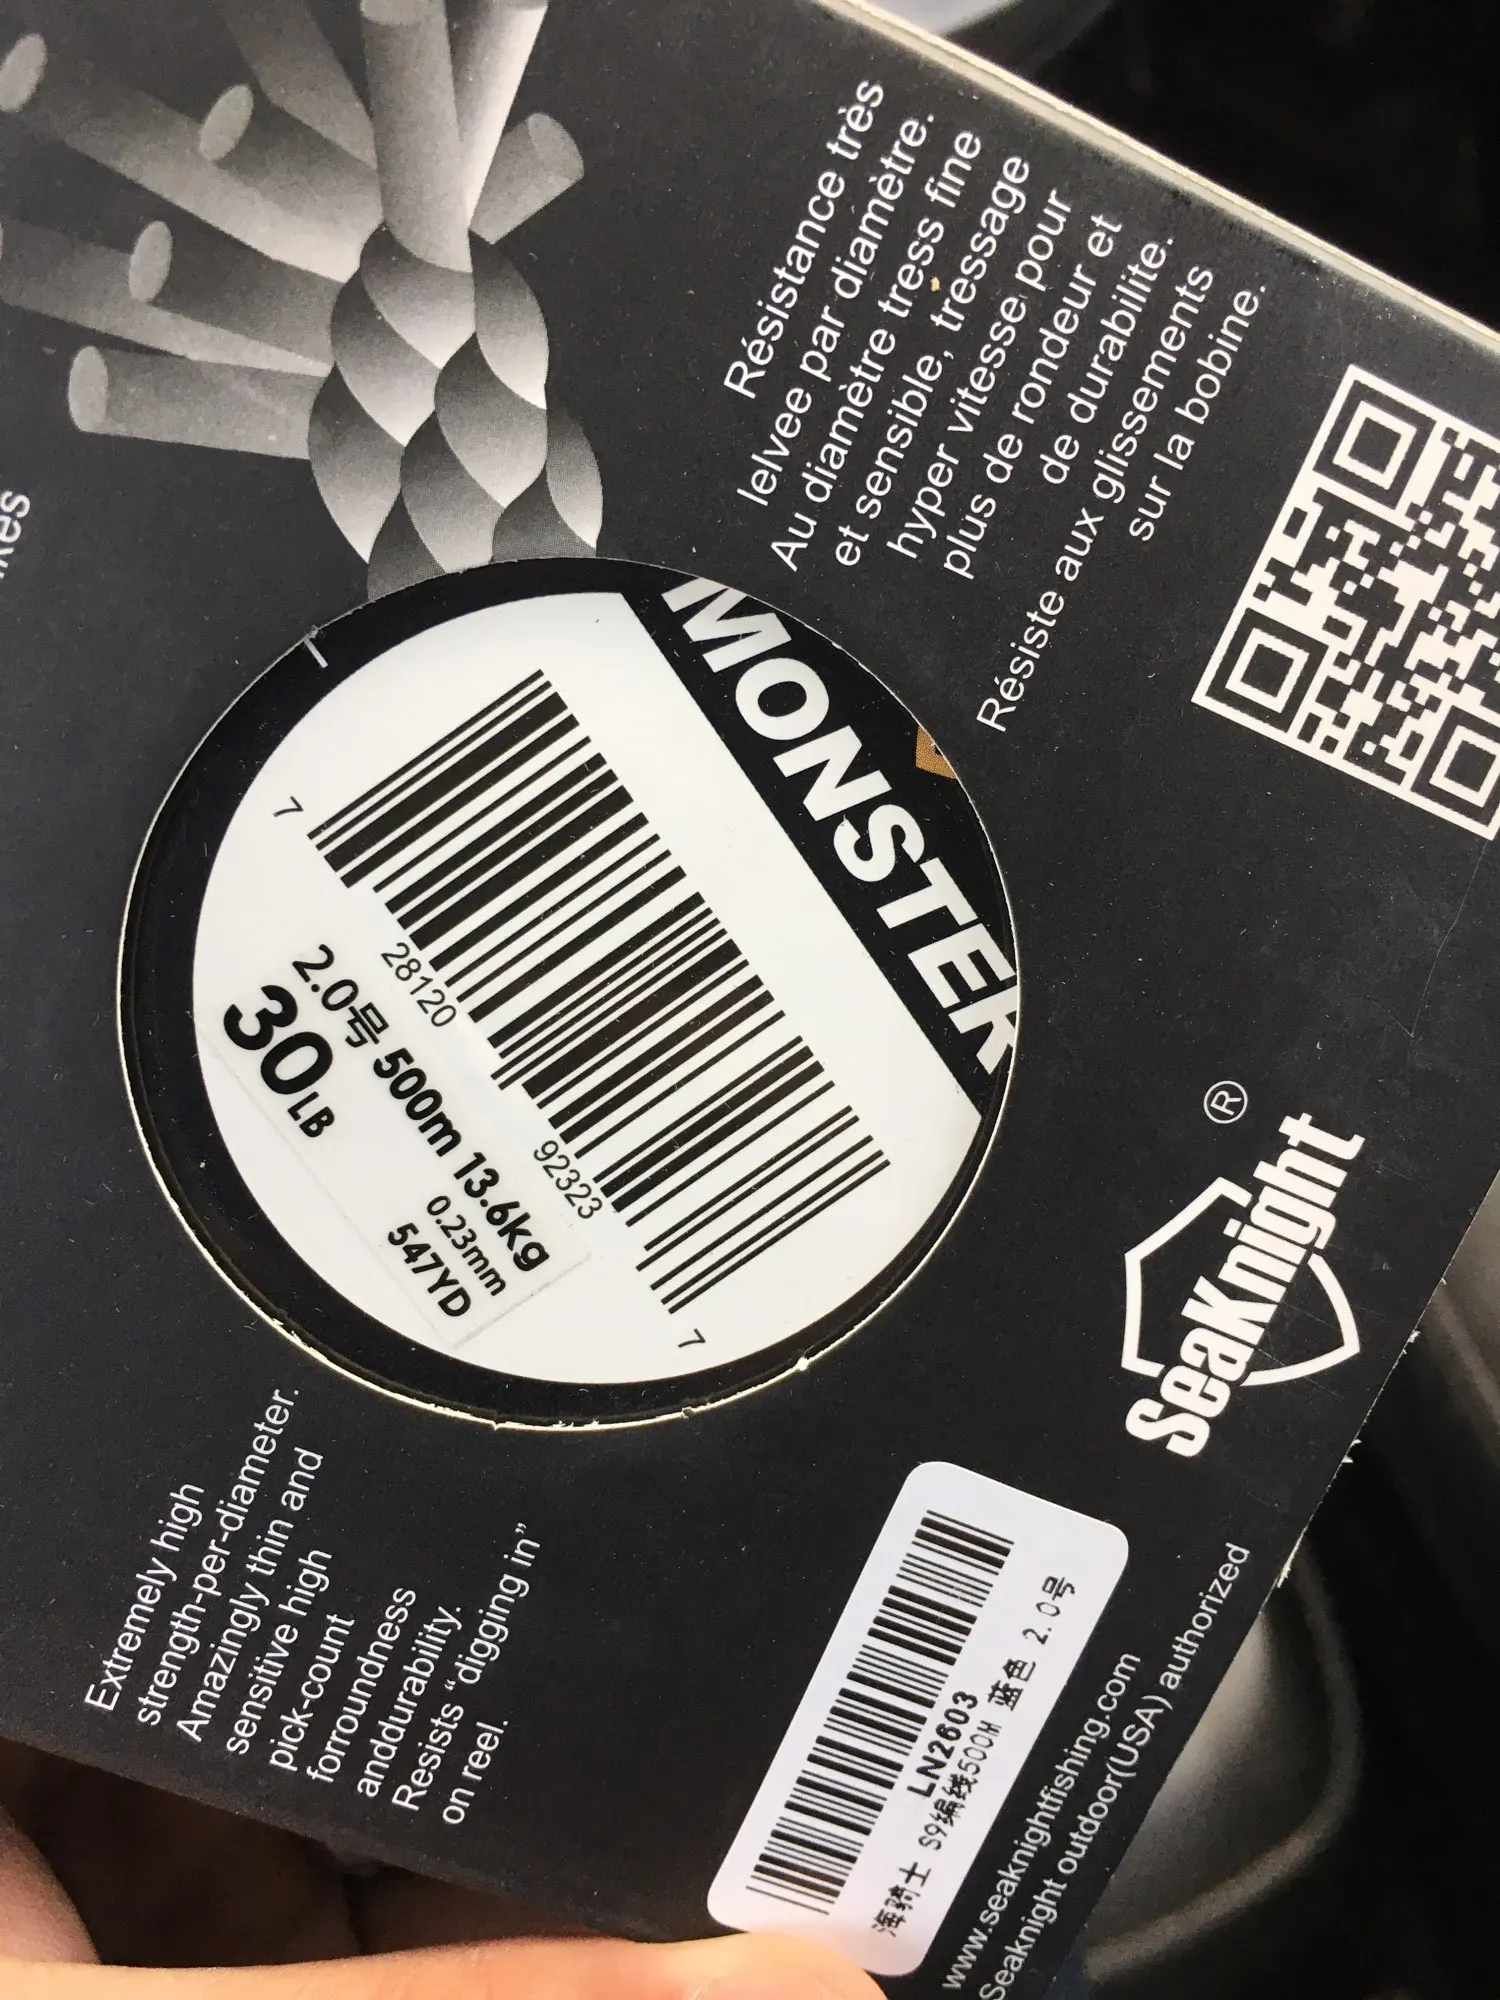 Résistance très
lelvee par diamètre.
Au diamètre tress fine
et sensible, tressage
hyper vitesse pour
plus de rondeur et
de durabilite.
Résiste aux glissements
sur la bobine.
MONSTER
7 28120 92323 7
2.0号 500m 13.6kg
30LB
0.23mm
547YD
SeaKnight ®
Extremely high
strength-per-diameter.
Amazingly thin and
sensitive high
pick-count
forroundness
anddurability.
Resists “digging in”
on reel.
LN2603
海骑士 S9编线500M 蓝色 2.0号
www.seaknightfishing.com
Seaknight outdoor(USA) authorized